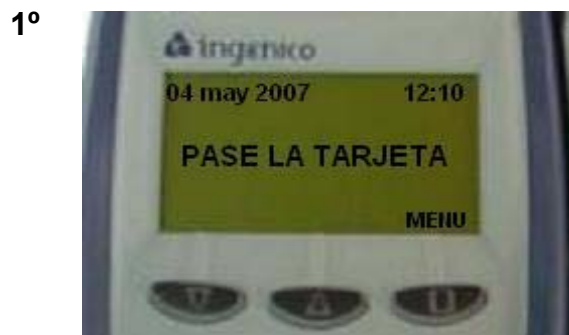 1º
ingenico
04 may 2007 12:10
PASE LA TARJETA
MENU